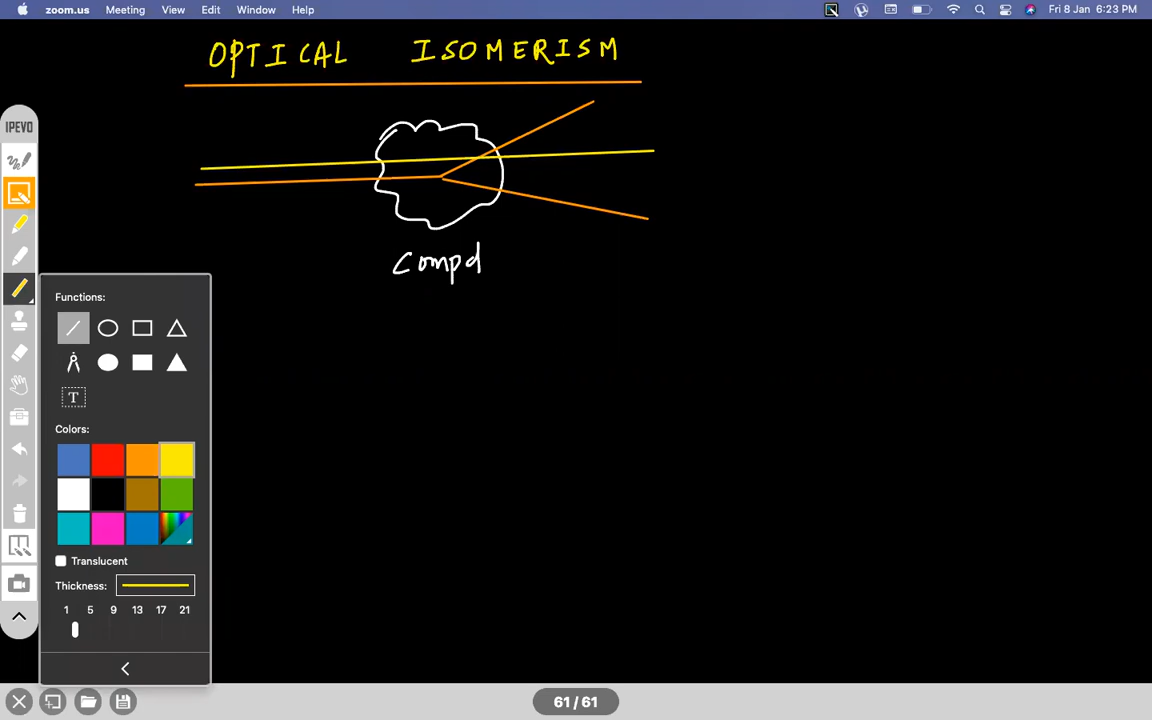 zoom.us Meeting View Edit Window Help Fri 8 Jan 6:23 PM
OPTICAL ISOMERISM
IPEVO
Compd
Functions:
T
Colors:
Translucent
Thickness:
1 5 9 13 17 21
61 / 61